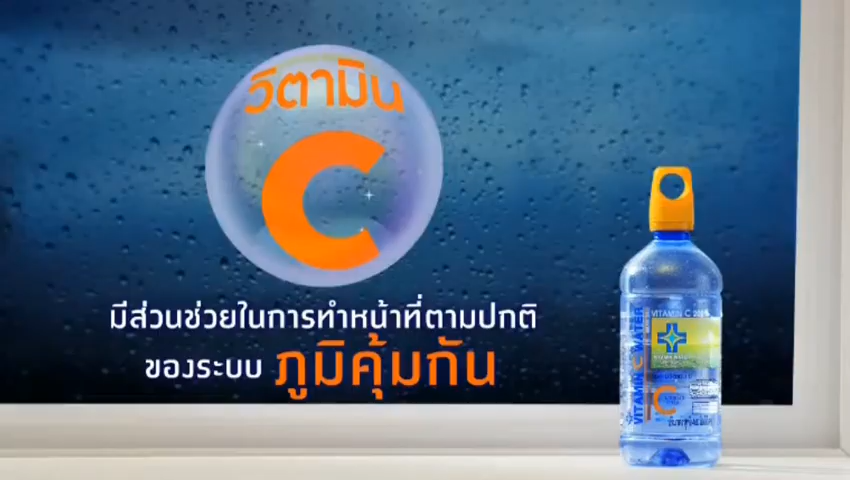 วิตามิน
C
มีส่วนช่วยในการทำหน้าที่ตามปกติ
ของระบบ ภูมิคุ้มกัน
VITAMIN C 200%
VITAMIN C WATER
C